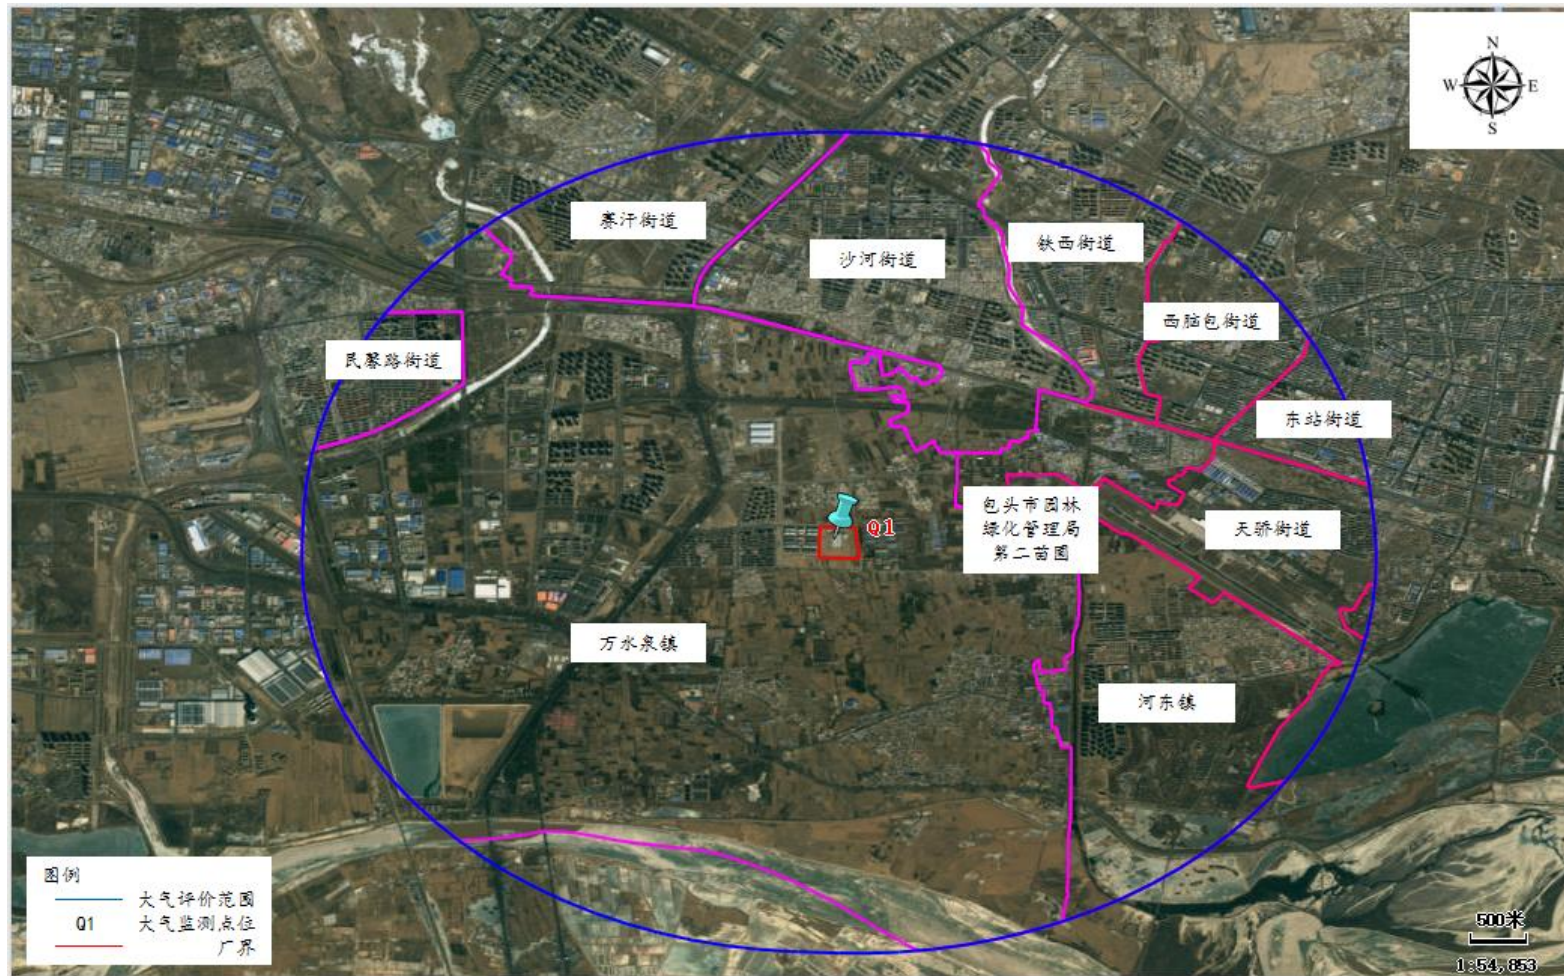 N
W
E
S
赛汗街道
沙河街道
铁西街道
西脑包街道
民馨路街道
东站街道
包头市园林
绿化管理局
第二苗圃
天骄街道
Q1
万水泉镇
河东镇
图例
大气评价范围
Q1 大气监测点位
厂界
500米
1:54,853